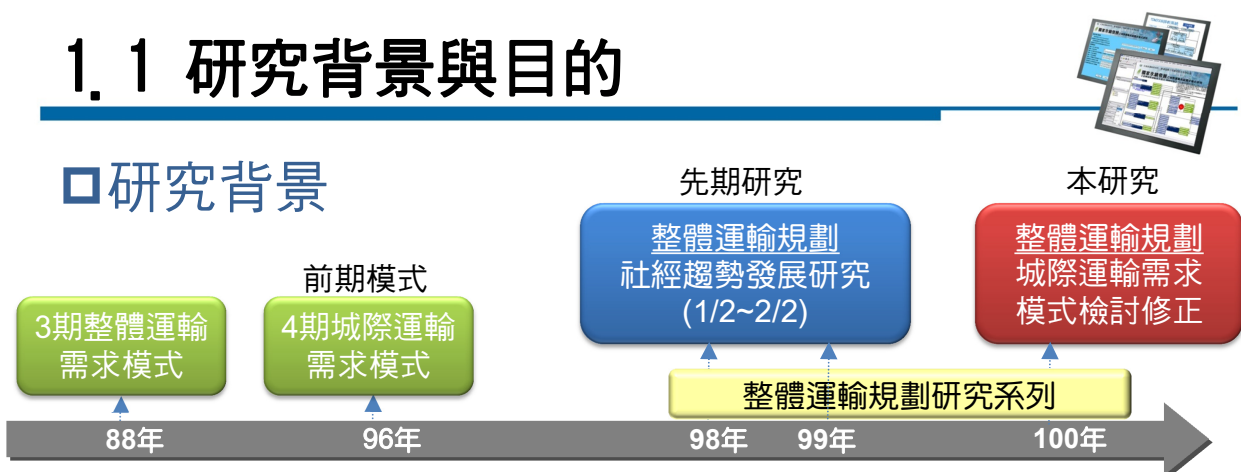 1.1 研究背景與目的
研究背景
先期研究
本研究
整體運輸規劃
社經趨勢發展研究
(1/2~2/2)
整體運輸規劃
城際運輸需求
模式檢討修正
前期模式
3期整體運輸
需求模式
4期城際運輸
需求模式
整體運輸規劃研究系列
88年
96年
98年
99年
100年